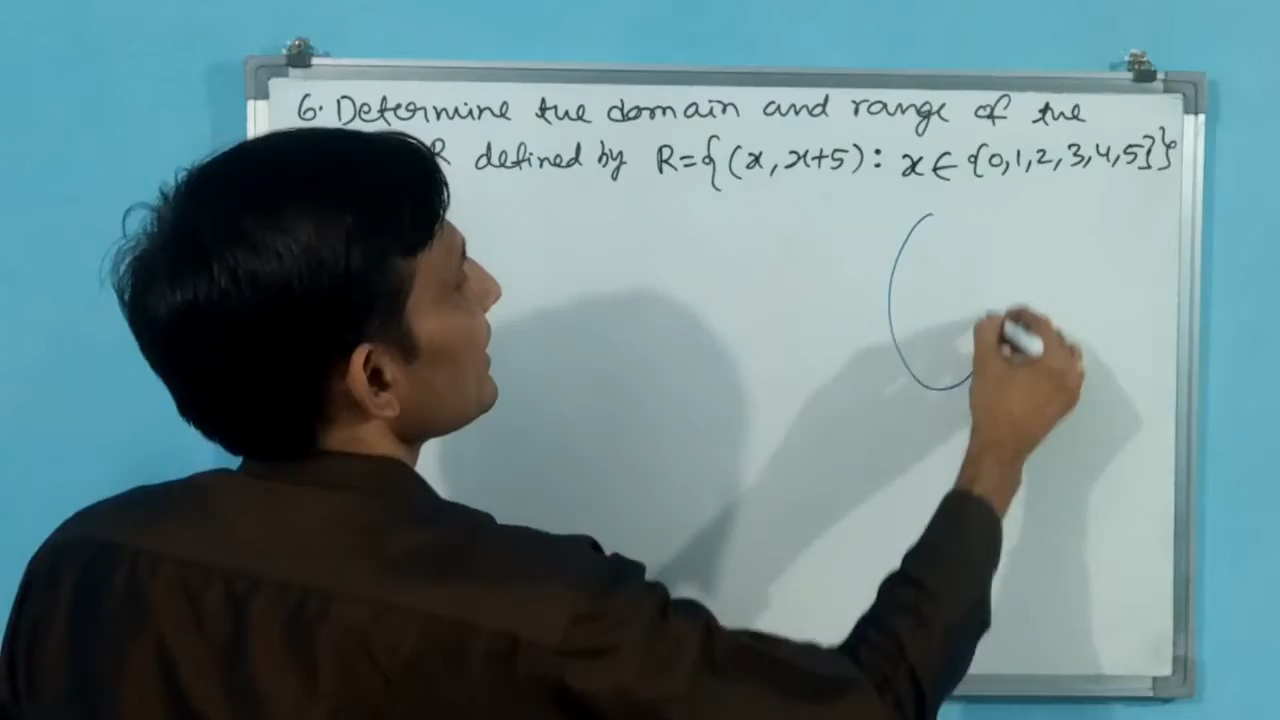 6. Determine the domain and range of the
R defined by R={(x, x+5): x ∈ {0,1,2,3,4,5}}